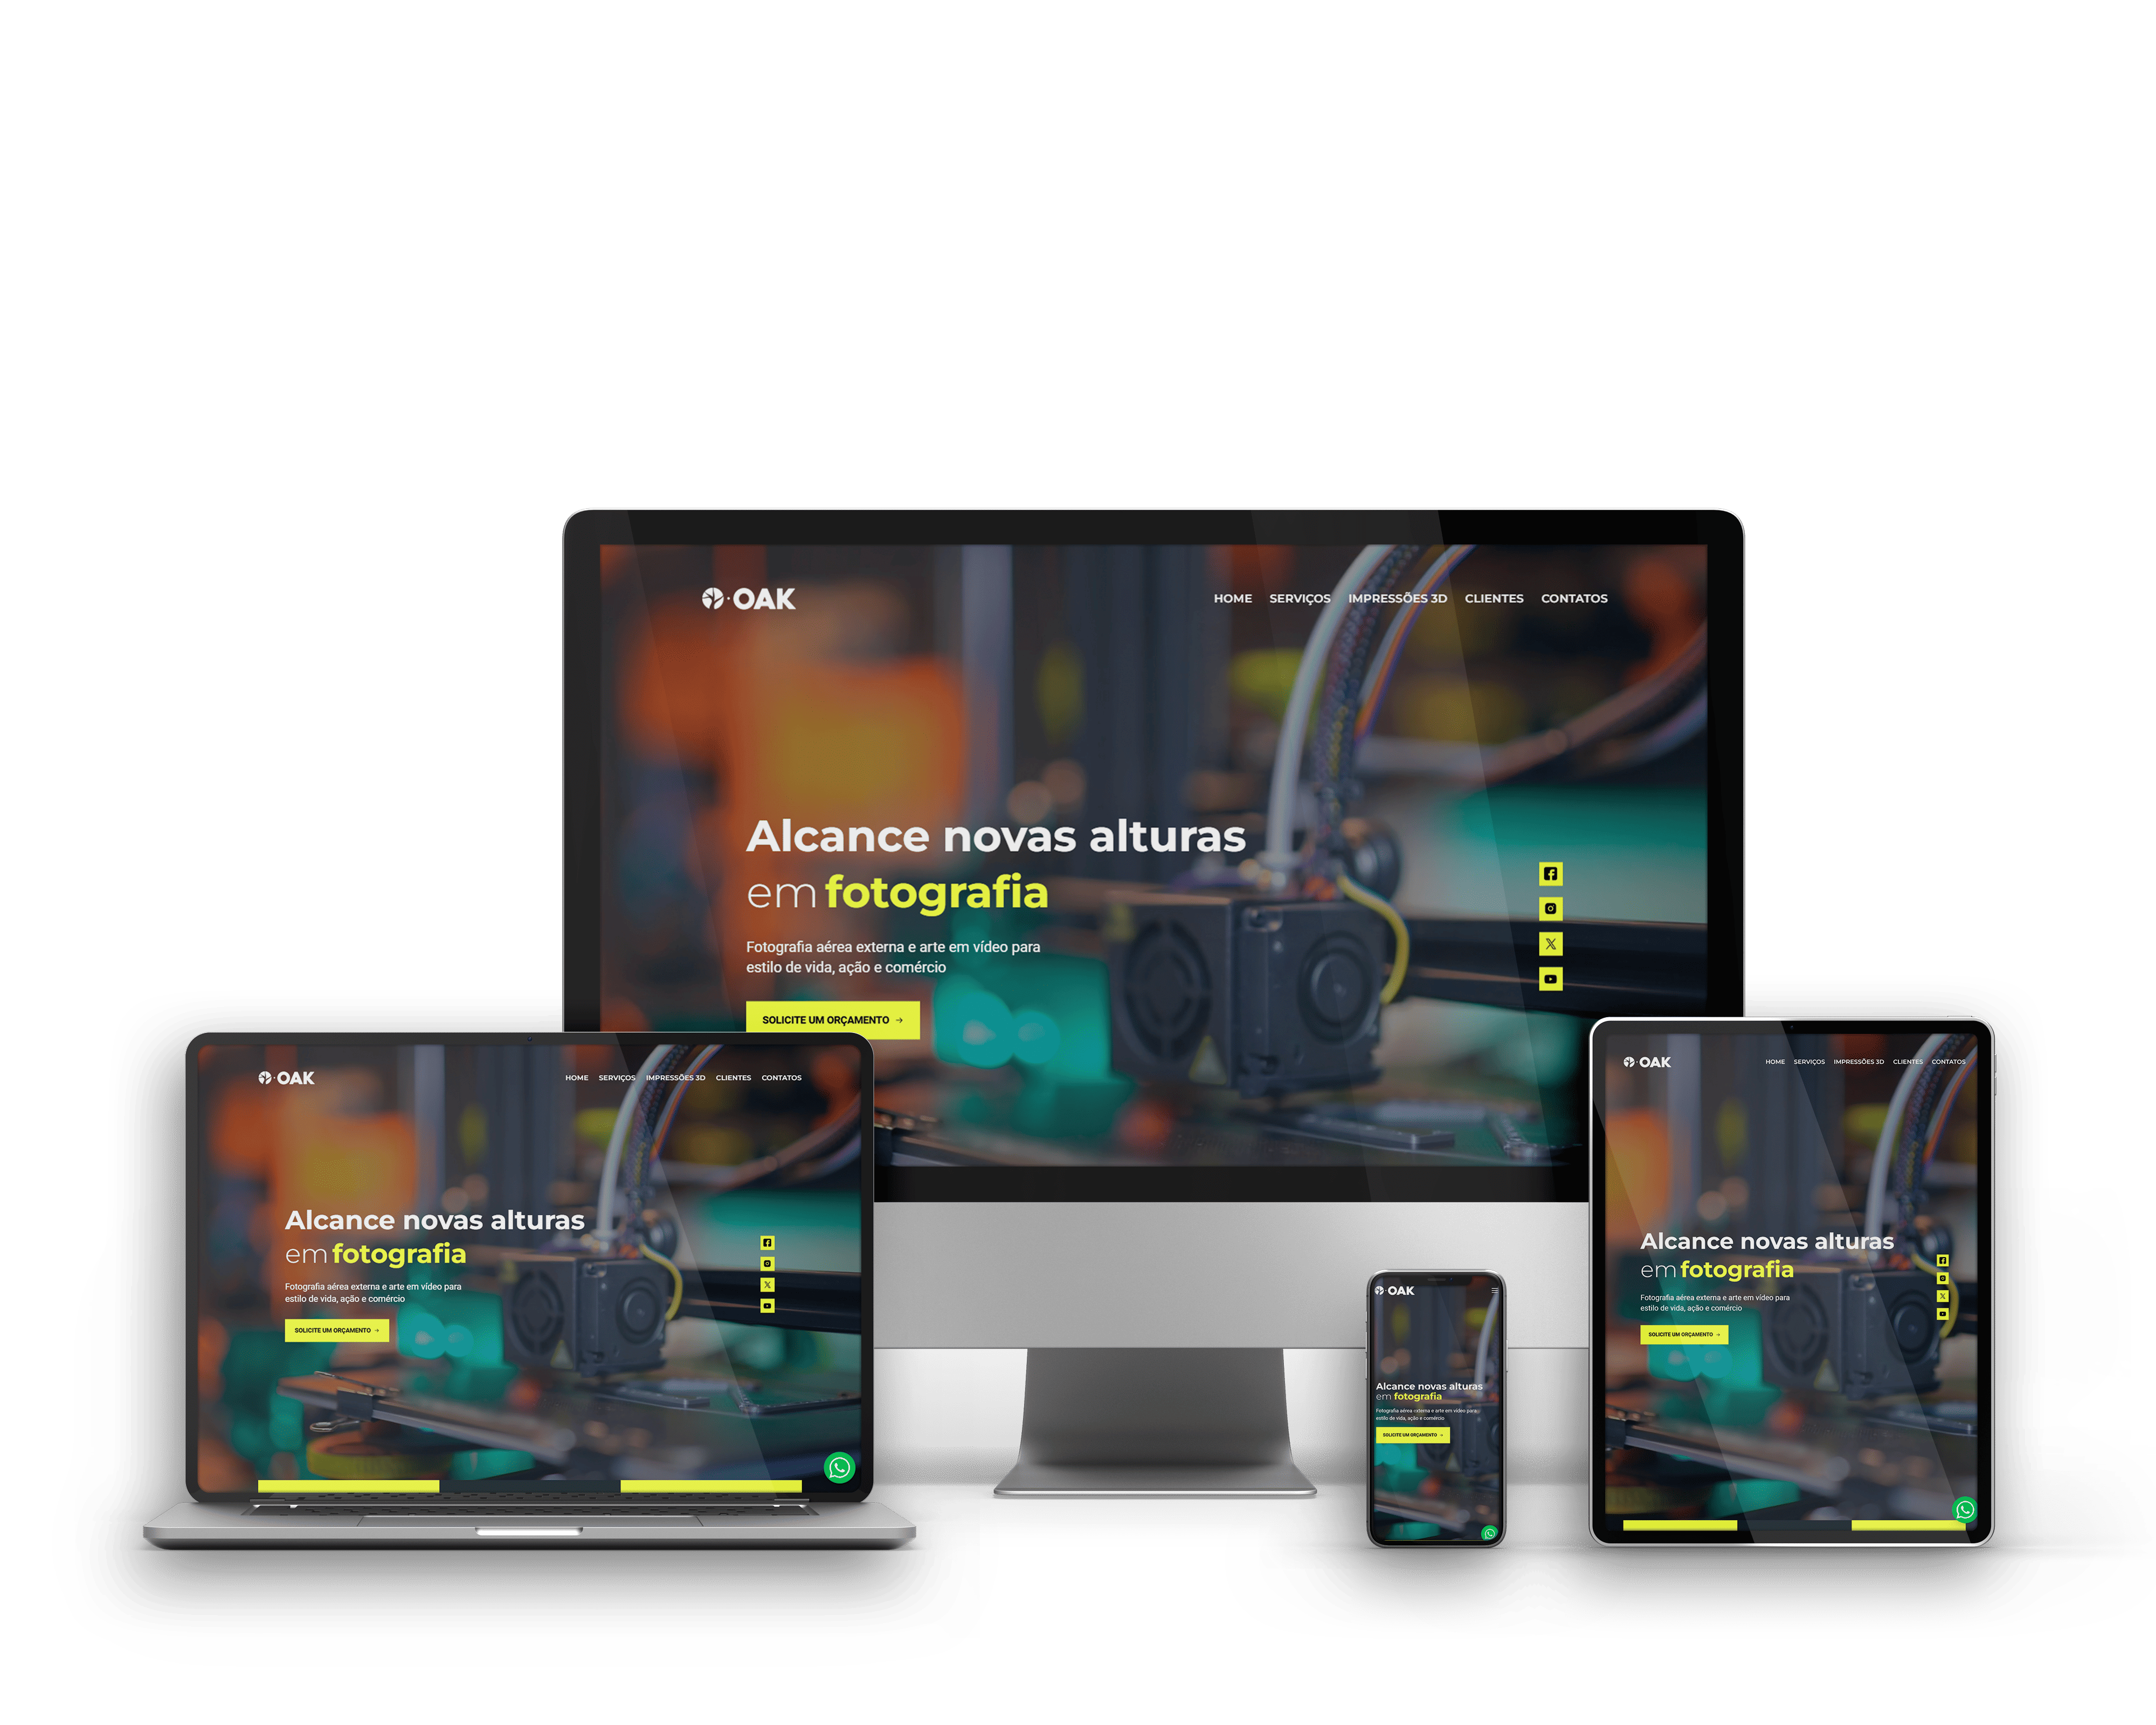 OAK
HOME SERVIÇOS IMPRESSÕES 3D CLIENTES CONTATOS
Alcance novas alturas
em fotografia
Fotografia aérea externa e arte em vídeo para
estilo de vida, ação e comércio
SOLICITE UM ORÇAMENTO →
OAK
HOME SERVIÇOS IMPRESSÕES 3D CLIENTES CONTATOS
Alcance novas alturas
em fotografia
Fotografia aérea externa e arte em vídeo para
estilo de vida, ação e comércio
SOLICITE UM ORÇAMENTO →
OAK
Alcance novas alturas
em fotografia
Fotografia aérea externa e arte em vídeo para
estilo de vida, ação e comércio
SOLICITE UM ORÇAMENTO →
OAK
HOME SERVIÇOS IMPRESSÕES 3D CLIENTES CONTATOS
Alcance novas alturas
em fotografia
Fotografia aérea externa e arte em vídeo para
estilo de vida, ação e comércio
SOLICITE UM ORÇAMENTO →